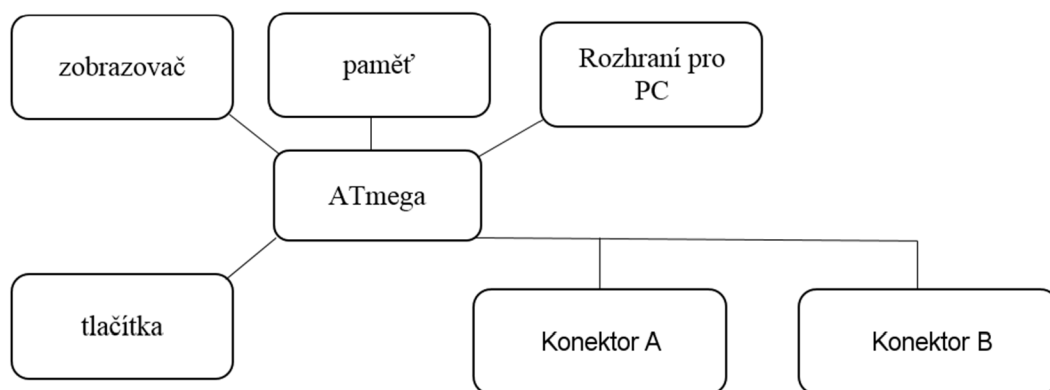 zobrazovač
paměť
Rozhraní pro
PC
ATmega
tlačítka
Konektor A
Konektor B